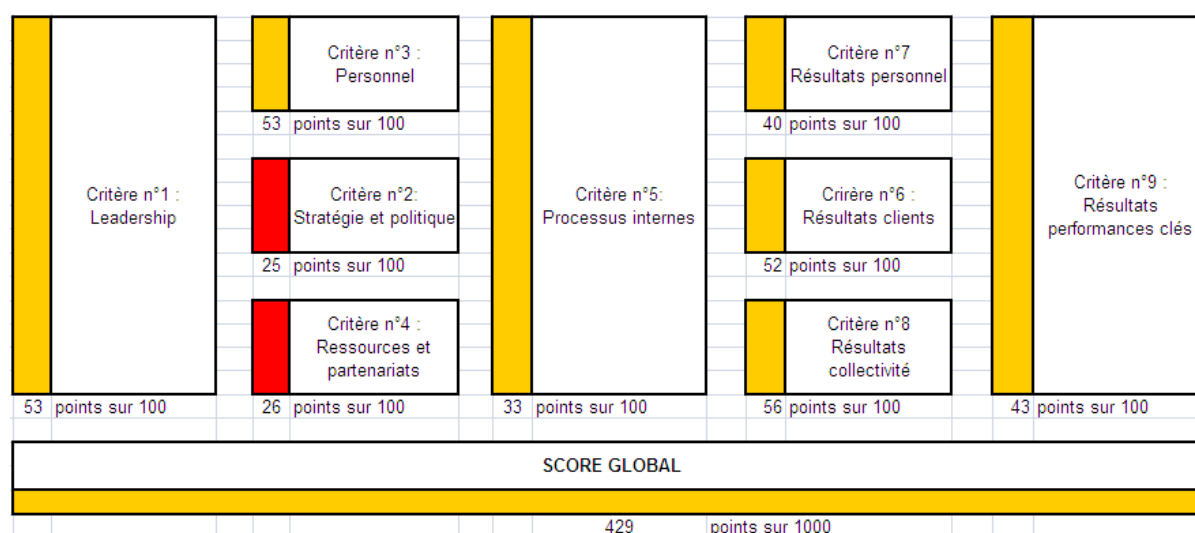 Critère n°1 :
Leadership
53 points sur 100
Critère n°3 :
Personnel
53 points sur 100
Critère n°2:
Stratégie et politique
25 points sur 100
Critère n°4 :
Ressources et
partenariats
26 points sur 100
Critère n°5:
Processus internes
33 points sur 100
Critère n°7
Résultats personnel
40 points sur 100
Crirère n°6 :
Résultats clients
52 points sur 100
Critère n°8
Résultats
collectivité
56 points sur 100
Critère n°9 :
Résultats
performances clés
43 points sur 100
SCORE GLOBAL
429 points sur 1000